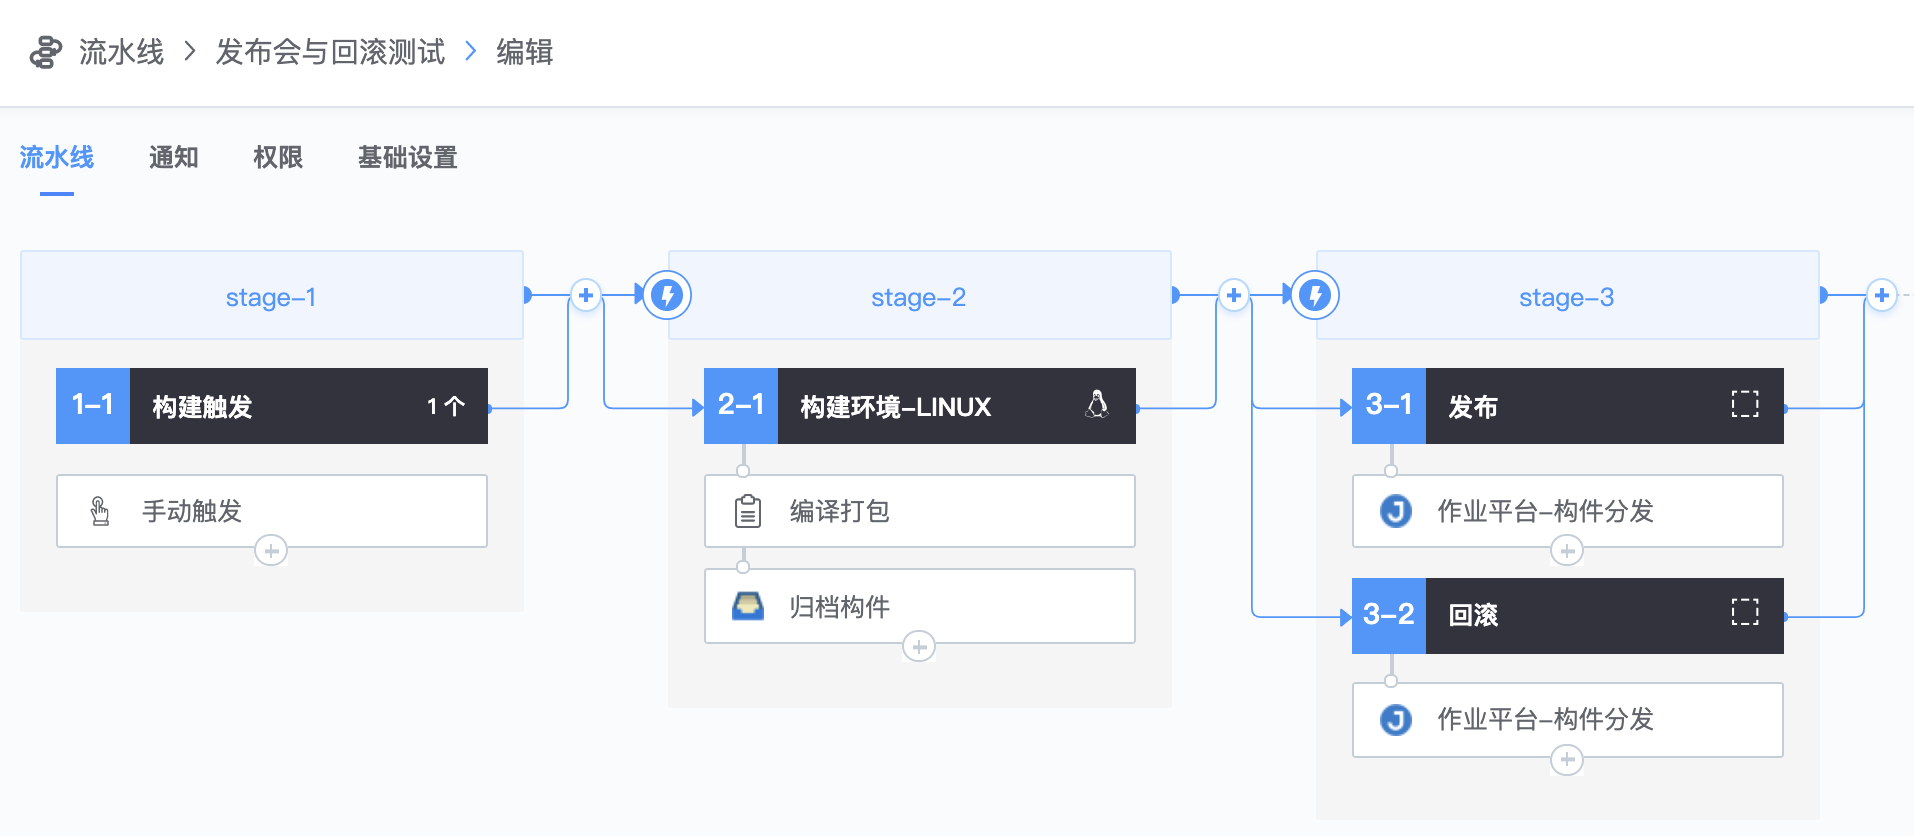 流水线 > 发布会与回滚测试 > 编辑
流水线 通知 权限 基础设置
stage-1
1-1 构建触发 1 个
手动触发
stage-2
2-1 构建环境-LINUX
编译打包
归档构件
stage-3
3-1 发布
作业平台-构件分发
3-2 回滚
作业平台-构件分发